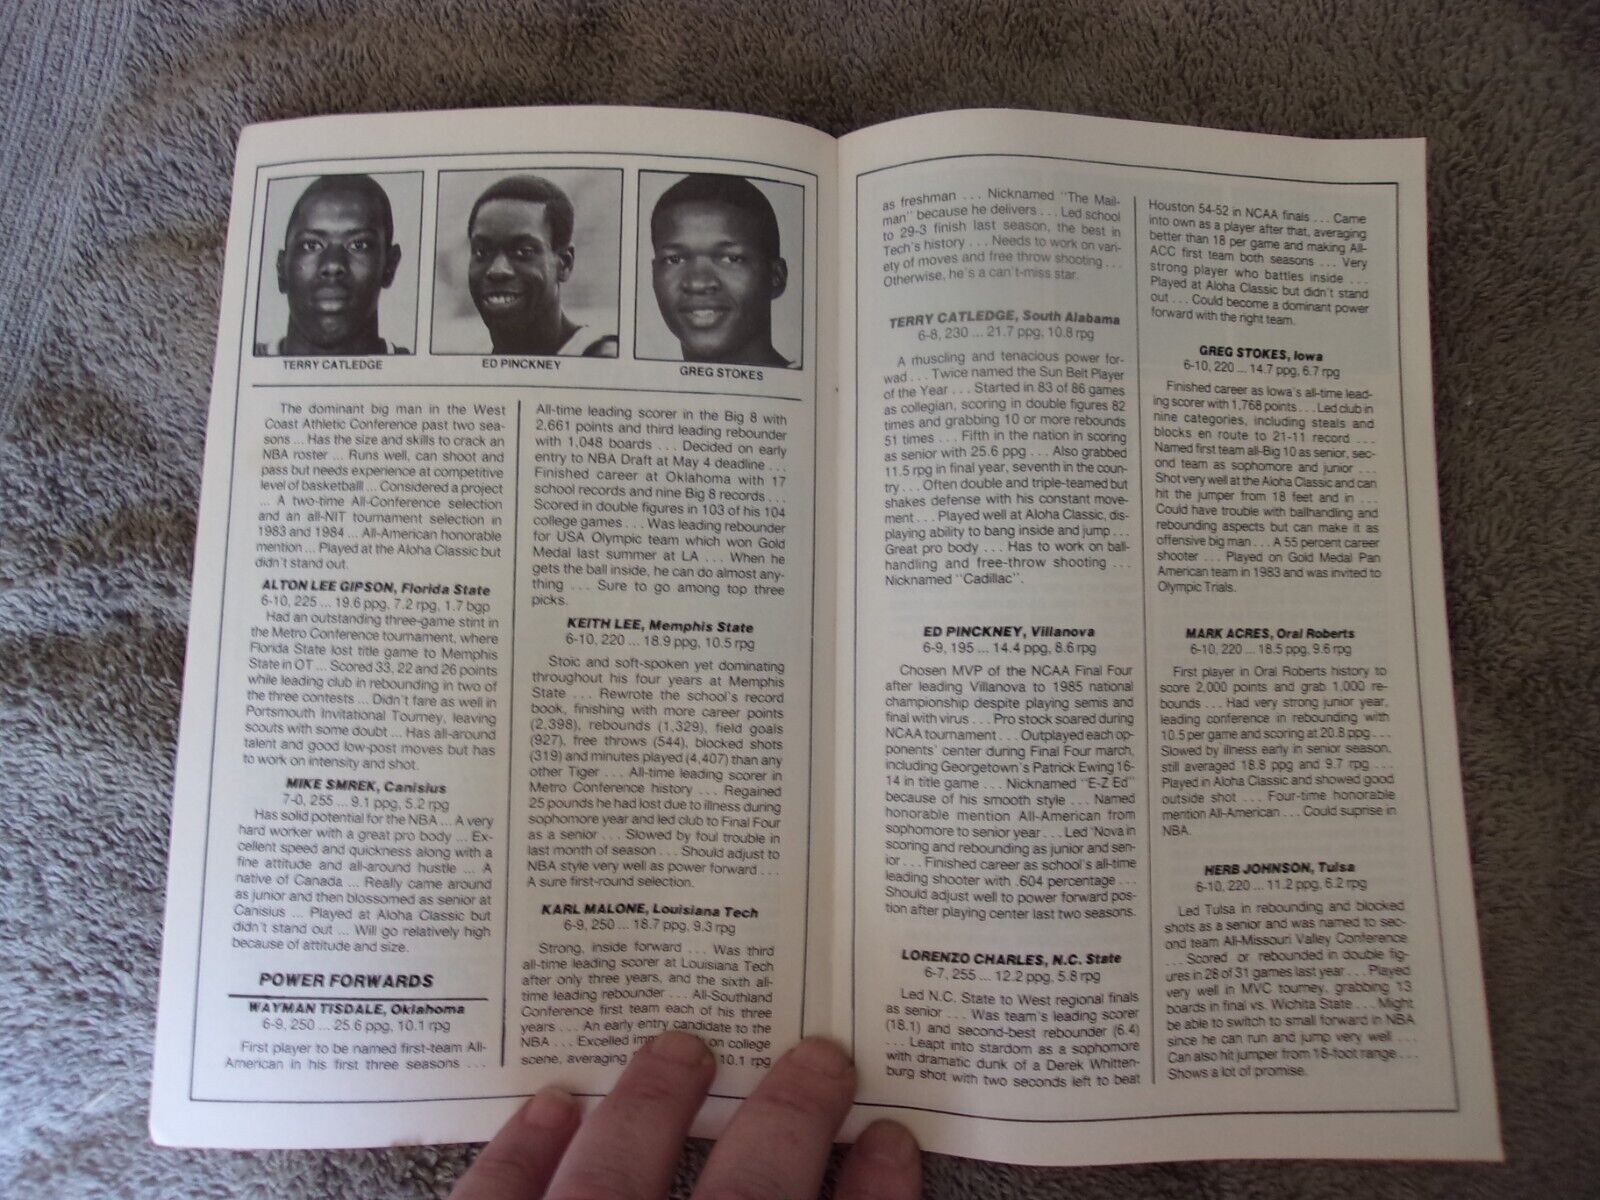 TERRY CATLEDGE
ED PINCKNEY
GREG STOKES
The dominant big man in the West
Coast Athletic Conference past two sea-
sons ... Has the size and skills to crack an
NBA roster ... Runs well, can shoot and
pass but needs experience at competitive
level of basketball! ... Considered a project
... A two-time All-Conference selection
and an all-NIT tournament selection in
1983 and 1984 ... All-American honorable
mention ... Played at the Aloha Classic but
didn't stand out.
ALTON LEE GIPSON, Florida State
6-10, 225 ... 19.6 ppg, 7.2 rpg, 1.7 bgp
Had an outstanding three-game stint in
the Metro Conference tournament, where
Florida State lost title game to Memphis
State in OT ... Scored 33, 22 and 26 points
while leading club in rebounding in two of
the three contests ... Didn't fare as well in
Portsmouth Invitational Tourney, leaving
scouts with some doubt ... Has all-around
talent and good low-post moves but has
to work on intensity and shot.
MIKE SMREK, Canisius
7-0, 255 ... 9.1 ppg, 5.2 rpg
Has solid potential for the NBA ... A very
hard worker with a great pro body ... Ex-
cellent speed and quickness along with a
fine attitude and all-around hustle ... A
native of Canada ... Really came around
as junior and then blossomed as senior at
Canisius ... Played at Aloha Classic but
didn't stand out ... Will go relatively high
because of attitude and size.
POWER FORWARDS
WAYMAN TISDALE, Oklahoma
6-9, 250 ... 25.6 ppg, 10.1 rpg
First player to be named first-team All-
American in his first three seasons ...
All-time leading scorer in the Big 8 with
2,661 points and third leading rebounder
with 1,048 boards ... Decided on early
entry to NBA Draft at May 4 deadline ...
Finished career at Oklahoma with 17
school records and nine Big 8 records ...
Scored in double figures in 103 of his 104
college games ... Was leading rebounder
for USA Olympic team which won Gold
Medal last summer at LA ... When he
gets the ball inside, he can do almost any-
thing ... Sure to go among top three
picks.
KEITH LEE, Memphis State
6-10, 220 ... 18.9 ppg, 10.5 rpg
Stoic and soft-spoken yet dominating
throughout his four years at Memphis
State ... Rewrote the school's record
book, finishing with more career points
(2,398), rebounds (1,329), field goals
(927), free throws (544), blocked shots
(319) and minutes played (4,407) than any
other Tiger ... All-time leading scorer in
Metro Conference history ... Regained
25 pounds he had lost due to illness during
sophomore year and led club to Final Four
as a senior ... Slowed by foul trouble in
last month of season ... Should adjust to
NBA style very well as power forward ...
A sure first-round selection.
KARL MALONE, Louisiana Tech
6-9, 250 ... 18.7 ppg, 9.3 rpg
Strong, inside forward ... Was third
all-time leading scorer at Louisiana Tech
after only three years, and the sixth all-
time leading rebounder ... All-Southland
Conference first team each of his three
years ... An early entry candidate to the
NBA ... Excelled on college
scene, averaging 10.1 rpg
as freshman ... Nicknamed "The Mail-
man" because he delivers ... Led school
to 29-3 finish last season, the best in
Tech's history ... Needs to work on vari-
ety of moves and free throw shooting ...
Otherwise, he's a can't-miss star.
TERRY CATLEDGE, South Alabama
6-8, 230 ... 21.7 ppg, 10.8 rpg
A muscling and tenacious power for-
wad ... Twice named the Sun Belt Player
of the Year ... Started in 83 of 86 games
as collegian, scoring in double figures 82
times and grabbing 10 or more rebounds
51 times ... Fifth in the nation in scoring
as senior with 25.6 ppg ... Also grabbed
11.5 rpg in final year, seventh in the coun-
try ... Often double and triple-teamed but
shakes defense with his constant move-
ment ... Played well at Aloha Classic, dis-
playing ability to bang inside and jump ...
Great pro body ... Has to work on ball-
handling and free-throw shooting ...
Nicknamed "Cadillac".
ED PINCKNEY, Villanova
6-9, 195 ... 14.4 ppg, 8.6 rpg
Chosen MVP of the NCAA Final Four
after leading Villanova to 1985 national
championship despite playing semis and
final with virus ... Pro stock soared during
NCAA tournament ... Outplayed each op-
ponents' center during Final Four march,
including Georgetown's Patrick Ewing 16-
14 in title game ... Nicknamed "E-Z Ed"
because of his smooth style ... Named
honorable mention All-American from
sophomore to senior year ... Led 'Nova in
scoring and rebounding as junior and sen-
ior ... Finished career as school's all-time
leading shooter with .604 percentage ...
Should adjust well to power forward pos-
tion after playing center last two seasons.
LORENZO CHARLES, N.C. State
6-7, 255 ... 12.2 ppg, 5.8 rpg
Led N.C. State to West regional finals
as senior ... Was team's leading scorer
(18.1) and second-best rebounder (6.4)
... Leapt into stardom as a sophomore
with dramatic dunk of a Derek Whitten-
burg shot with two seconds left to beat
Houston 54-52 in NCAA finals ... Came
into own as a player after that, averaging
better than 18 per game and making All-
ACC first team both seasons ... Very
strong player who battles inside ...
Played at Aloha Classic but didn't stand
out ... Could become a dominant power
forward with the right team.
GREG STOKES, Iowa
6-10, 220 ... 14.7 ppg, 6.7 rpg
Finished career as Iowa's all-time lead-
ing scorer with 1,768 points ... Led club in
nine categories, including steals and
blocks en route to 21-11 record ...
Named first team all-Big 10 as senior, sec-
ond team as sophomore and junior ...
Shot very well at the Aloha Classic and can
hit the jumper from 18 feet and in ...
Could have trouble with ballhandling and
rebounding aspects but can make it as
offensive big man ... A 55 percent career
shooter ... Played on Gold Medal Pan
American team in 1983 and was invited to
Olympic Trials.
MARK ACRES, Oral Roberts
6-10, 220 ... 18.5 ppg, 9.6 rpg
First player in Oral Roberts history to
score 2,000 points and grab 1,000 re-
bounds ... Had very strong junior year,
leading conference in rebounding with
10.5 per game and scoring at 20.8 ppg ...
Slowed by illness early in senior season,
still averaged 18.8 ppg and 9.7 rpg ...
Played in Aloha Classic and showed good
outside shot ... Four-time honorable
mention All-American ... Could suprise in
NBA.
HERB JOHNSON, Tulsa
6-10, 220 ... 11.2 ppg, 6.2 rpg
Led Tulsa in rebounding and blocked
shots as a senior and was named to sec-
ond team All-Missouri Valley Conference
... Scored or rebounded in double fig-
ures in 28 of 31 games last year ... Played
very well in MVC tourney, grabbing 13
boards in final vs. Wichita State ... Might
be able to switch to small forward in NBA
since he can run and jump very well ...
Can also hit jumper from 18-foot range ...
Shows a lot of promise.